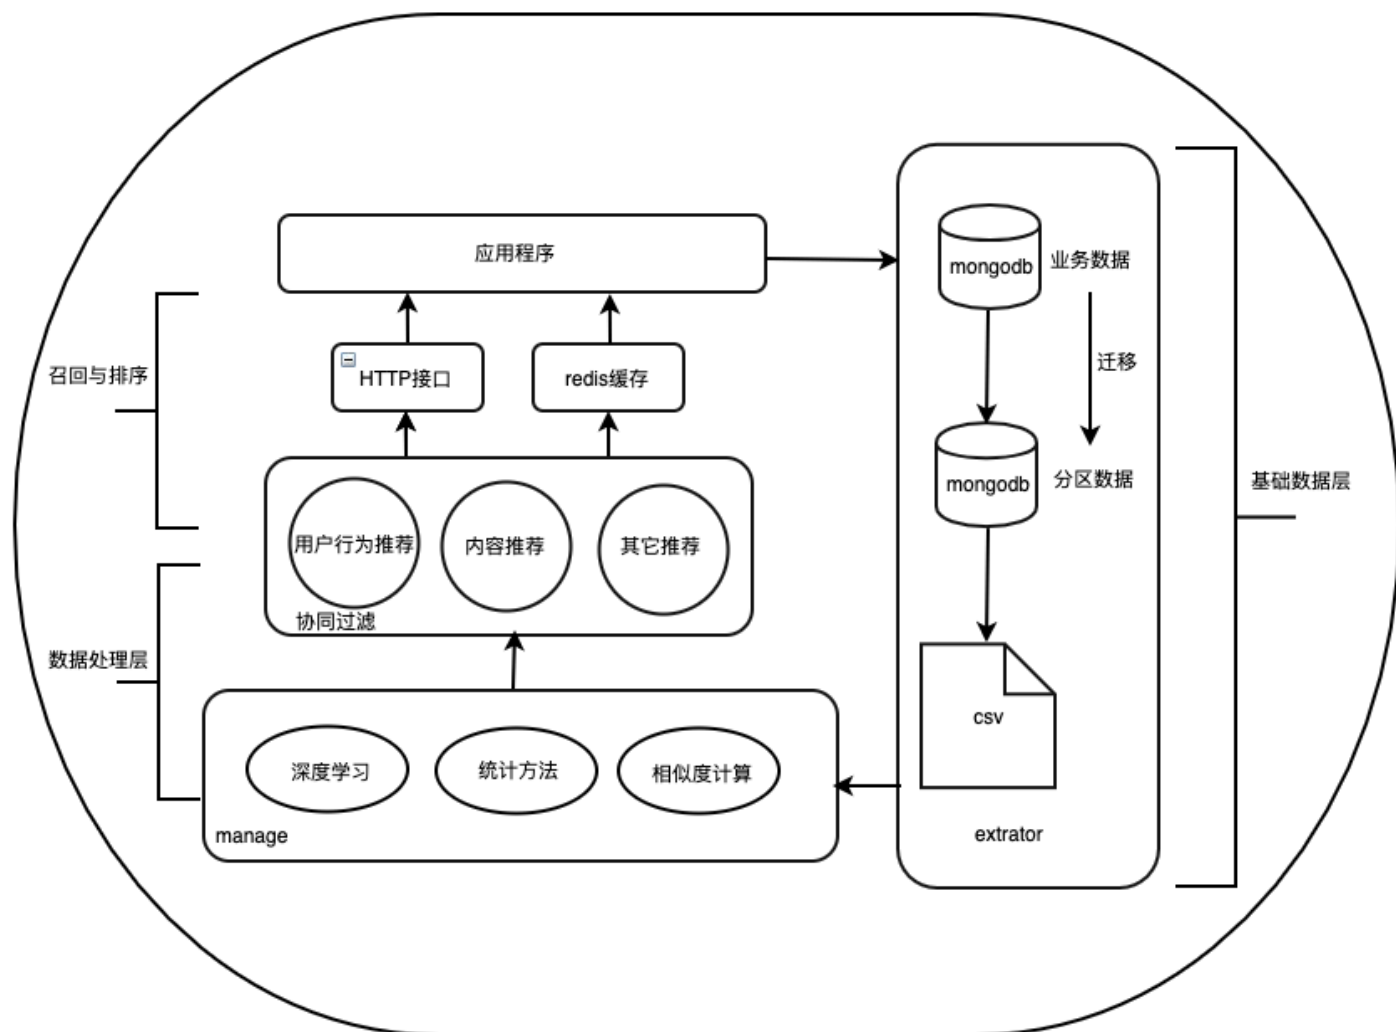 应用程序
mongodb
业务数据
迁移
召回与排序
HTTP接口
redis缓存
mongodb
分区数据
基础数据层
用户行为推荐
内容推荐
其它推荐
协同过滤
数据处理层
csv
深度学习
统计方法
相似度计算
manage
extrator